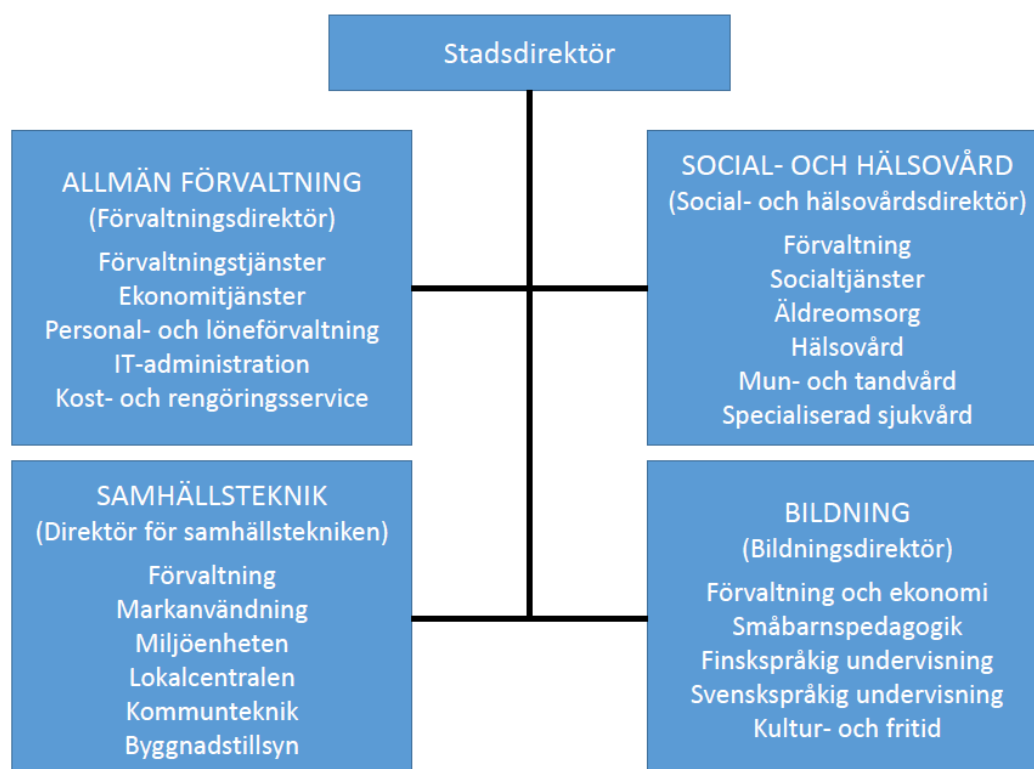 Stadsdirektör
ALLMÄN FÖRVALTNING
(Förvaltningsdirektör)
Förvaltningstjänster
Ekonomitjänster
Personal- och löneförvaltning
IT-administration
Kost- och rengöringsservice
SOCIAL- OCH HÄLSOVÅRD
(Social- och hälsovårdsdirektör)
Förvaltning
Socialtjänster
Äldreomsorg
Hälsovård
Mun- och tandvård
Specialiserad sjukvård
SAMHÄLLSTEKNIK
(Direktör för samhällstekniken)
Förvaltning
Markanvändning
Miljöenheten
Lokalcentralen
Kommunteknik
Byggnadstillsyn
BILDNING
(Bildningsdirektör)
Förvaltning och ekonomi
Småbarnspedagogik
Finskspråkig undervisning
Svenskspråkig undervisning
Kultur- och fritid